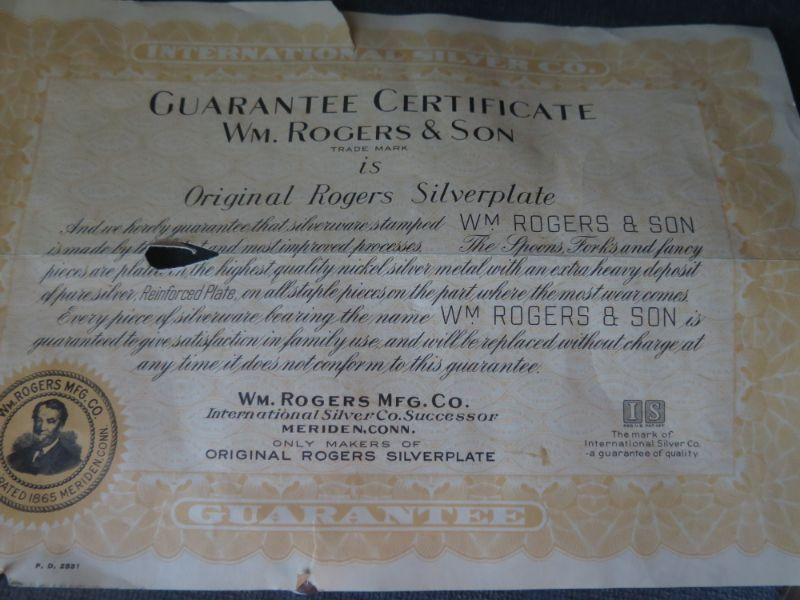 INTERNATIONAL SILVER CO.
GUARANTEE CERTIFICATE
WM. ROGERS & SON
TRADE MARK
is
Original Rogers Silverplate
And we hereby guarantee that silverware stamped WM ROGERS & SON
is made by and most improved processes. The Spoons, Forks and fancy
pieces are the highest quality nickel silver metal with an extra heavy deposit
of pure silver, Reinforced Plate, on all staple pieces on the part, where the most wear comes.
Every piece of silverware bearing the name WM ROGERS & SON is
guaranteed to give satisfaction in family use, and will be replaced without charge, at
any time it does not conform to this guarantee.
WM. ROGERS MFG. CO.
International Silver Co. Successor
MERIDEN, CONN.
ONLY MAKERS OF
ORIGINAL ROGERS SILVERPLATE
IS
REG. U.S. PAT. OFF.
The mark of
International Silver Co.
-a guarantee of quality
WM ROGERS MFG. CO.
1865 MERIDEN, CONN.
GUARANTEE
P. D. 2831